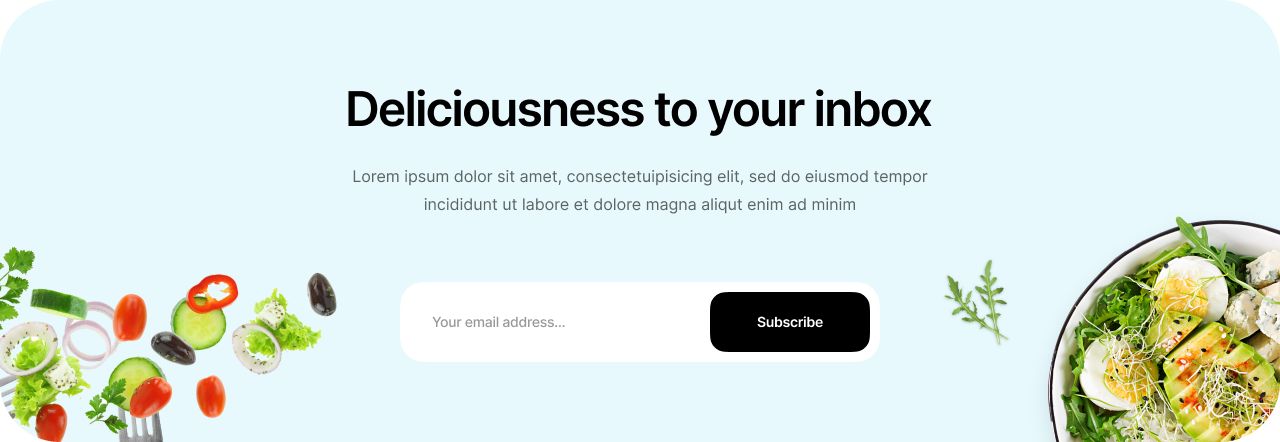 Deliciousness to your inbox
Lorem ipsum dolor sit amet, consectetuipisicing elit, sed do eiusmod tempor
incididunt ut labore et dolore magna aliqut enim ad minim
Your email address...
Subscribe